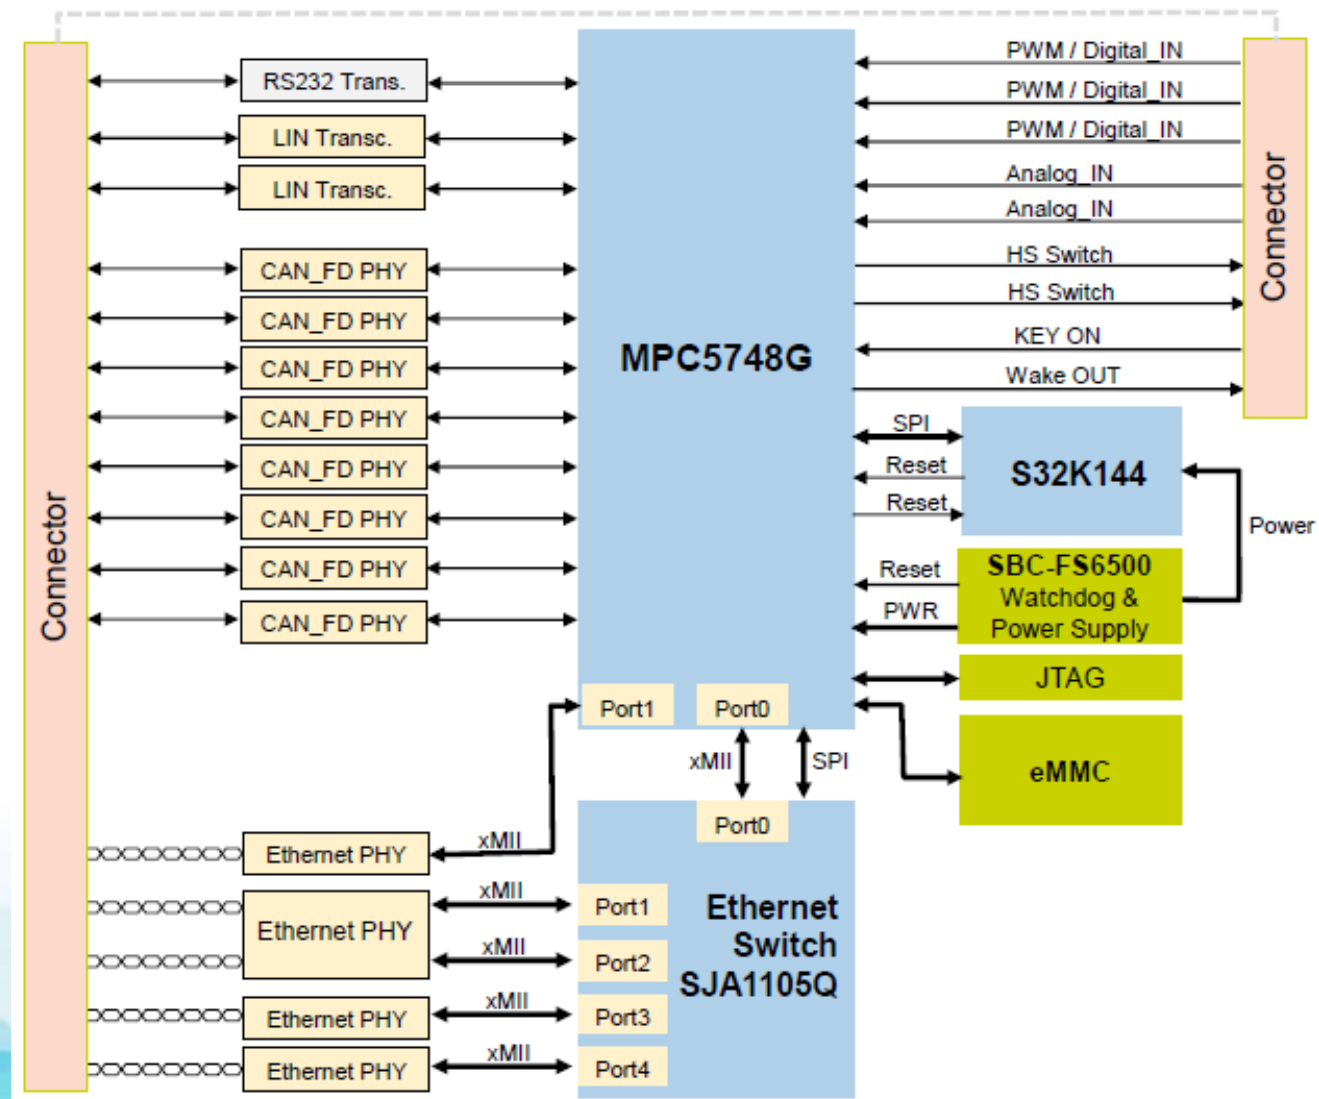 Connector
RS232 Trans.
LIN Transc.
LIN Transc.
CAN_FD PHY
CAN_FD PHY
CAN_FD PHY
CAN_FD PHY
CAN_FD PHY
CAN_FD PHY
CAN_FD PHY
CAN_FD PHY
MPC5748G
PWM / Digital_IN
PWM / Digital_IN
PWM / Digital_IN
Analog_IN
Analog_IN
HS Switch
HS Switch
KEY ON
Wake OUT
Connector
SPI
Reset
Reset
S32K144
Power
Reset
PWR
SBC-FS6500
Watchdog &
Power Supply
JTAG
eMMC
Port1
Port0
xMII
SPI
Port0
Ethernet PHY
xMII
Ethernet PHY
xMII
xMII
Ethernet PHY
xMII
Ethernet PHY
xMII
Port1
Port2
Port3
Port4
Ethernet
Switch
SJA1105Q